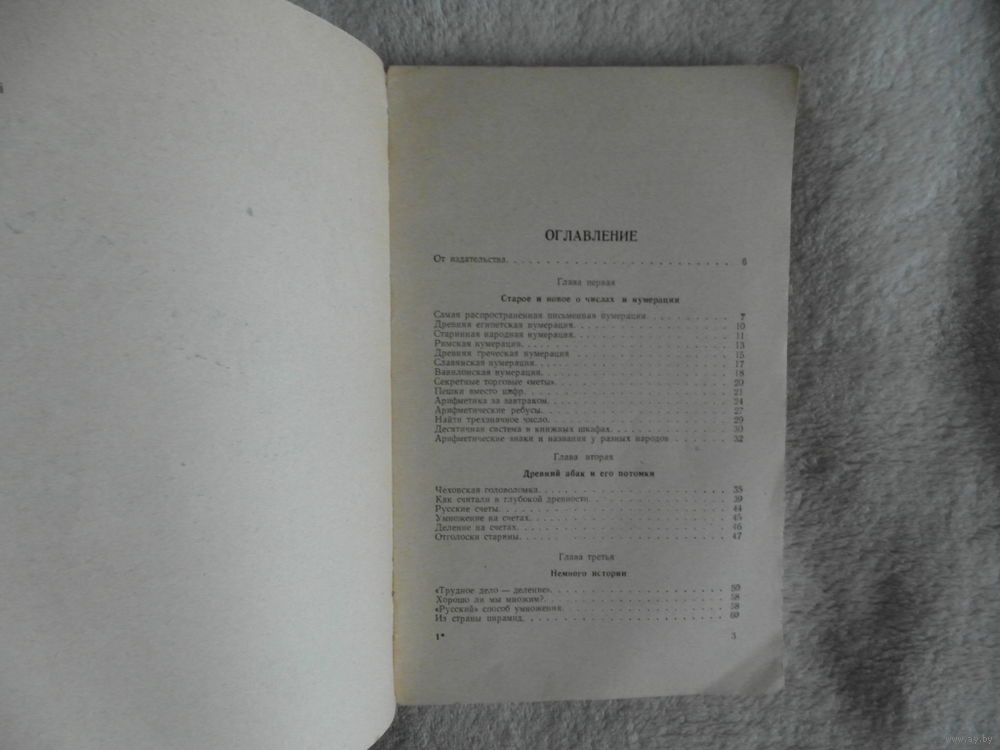 ОГЛАВЛЕНИЕ
От издательства. 6
Глава первая
Старое и новое о числах и нумерации
Самая распространенная письменная нумерация 7
Древняя египетская нумерация. 10
Старинная народная нумерация. 11
Римская нумерация. 13
Древняя греческая нумерация 15
Славянская нумерация. 17
Вавилонская нумерация. 18
Секретные торговые «меты». 20
Пешки вместо цифр. 21
Арифметика за завтраком. 24
Арифметические ребусы. 27
Найти трехзначное число. 29
Десятичная система в книжных шкафах. 30
Арифметические знаки и названия у разных народов 32
Глава вторая
Древний абак и его потомки
Чеховская головоломка. 35
Как считали в глубокой древности. 39
Русские счеты. 44
Умножение на счетах. 45
Деление на счетах. 46
Отголоски старины. 47
Глава третья
Немного истории
«Трудное дело — деление». 50
Хорошо ли мы множим? 58
«Русский» способ умножения. 58
Из страны пирамид. 60
1* 3
www.ay.by